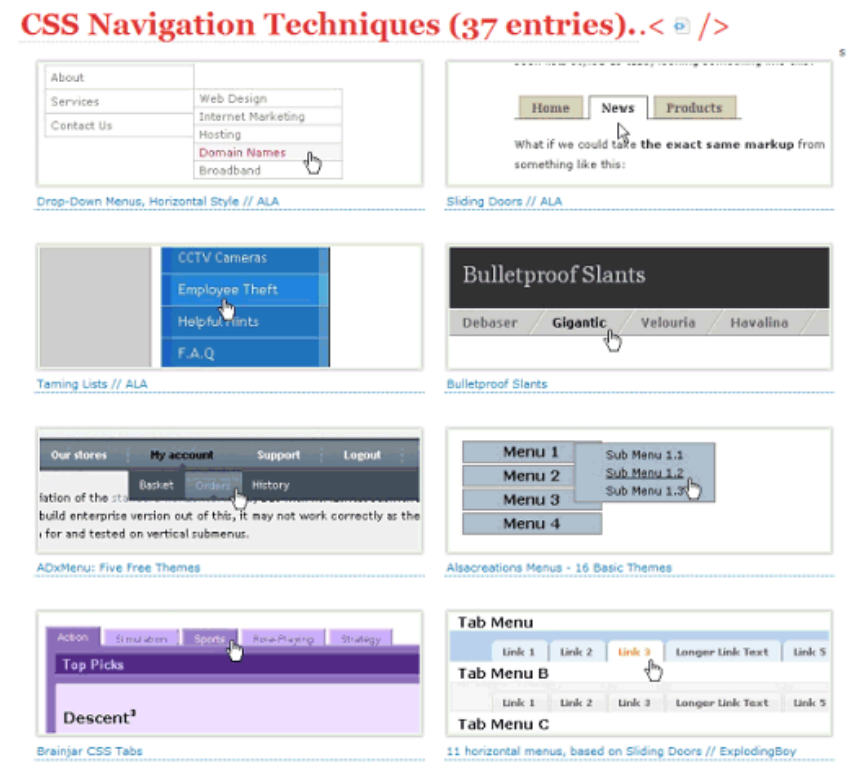 CSS Navigation Techniques (37 entries)..< />
s
About
Services
Contact Us
Web Design
Internet Marketing
Hosting
Domain Names
Broadband
Drop-Down Menus, Horizontal Style // ALA
Home News Products
What if we could take the exact same markup from
something like this:
Sliding Doors // ALA
CCTV Cameras
Employee Theft
Helpful Hints
F.A.Q
Taming Lists // ALA
Bulletproof Slants
Debaser Gigantic Velouria Havalina
Bulletproof Slants
Our stores My account Support Logout
Basket Orders History
iation of the
build enterprise version out of this, it may not work correctly as the
for and tested on vertical submenus.
ADxMenu: Five Free Themes
Menu 1
Menu 2
Menu 3
Menu 4
Sub Menu 1.1
Sub Menu 1.2
Sub Menu 1.3
Alsacreations Menus - 16 Basic Themes
Action Simulation Sports Role-Playing Strategy
Top Picks
Descent³
Brainjar CSS Tabs
Tab Menu
Link 1 Link 2 Link 3 Longer Link Text Link 5
Tab Menu B
Link 1 Link 2 Link 3 Longer Link Text Link 5
Tab Menu C
11 horizontal menus, based on Sliding Doors // ExplodingBoy